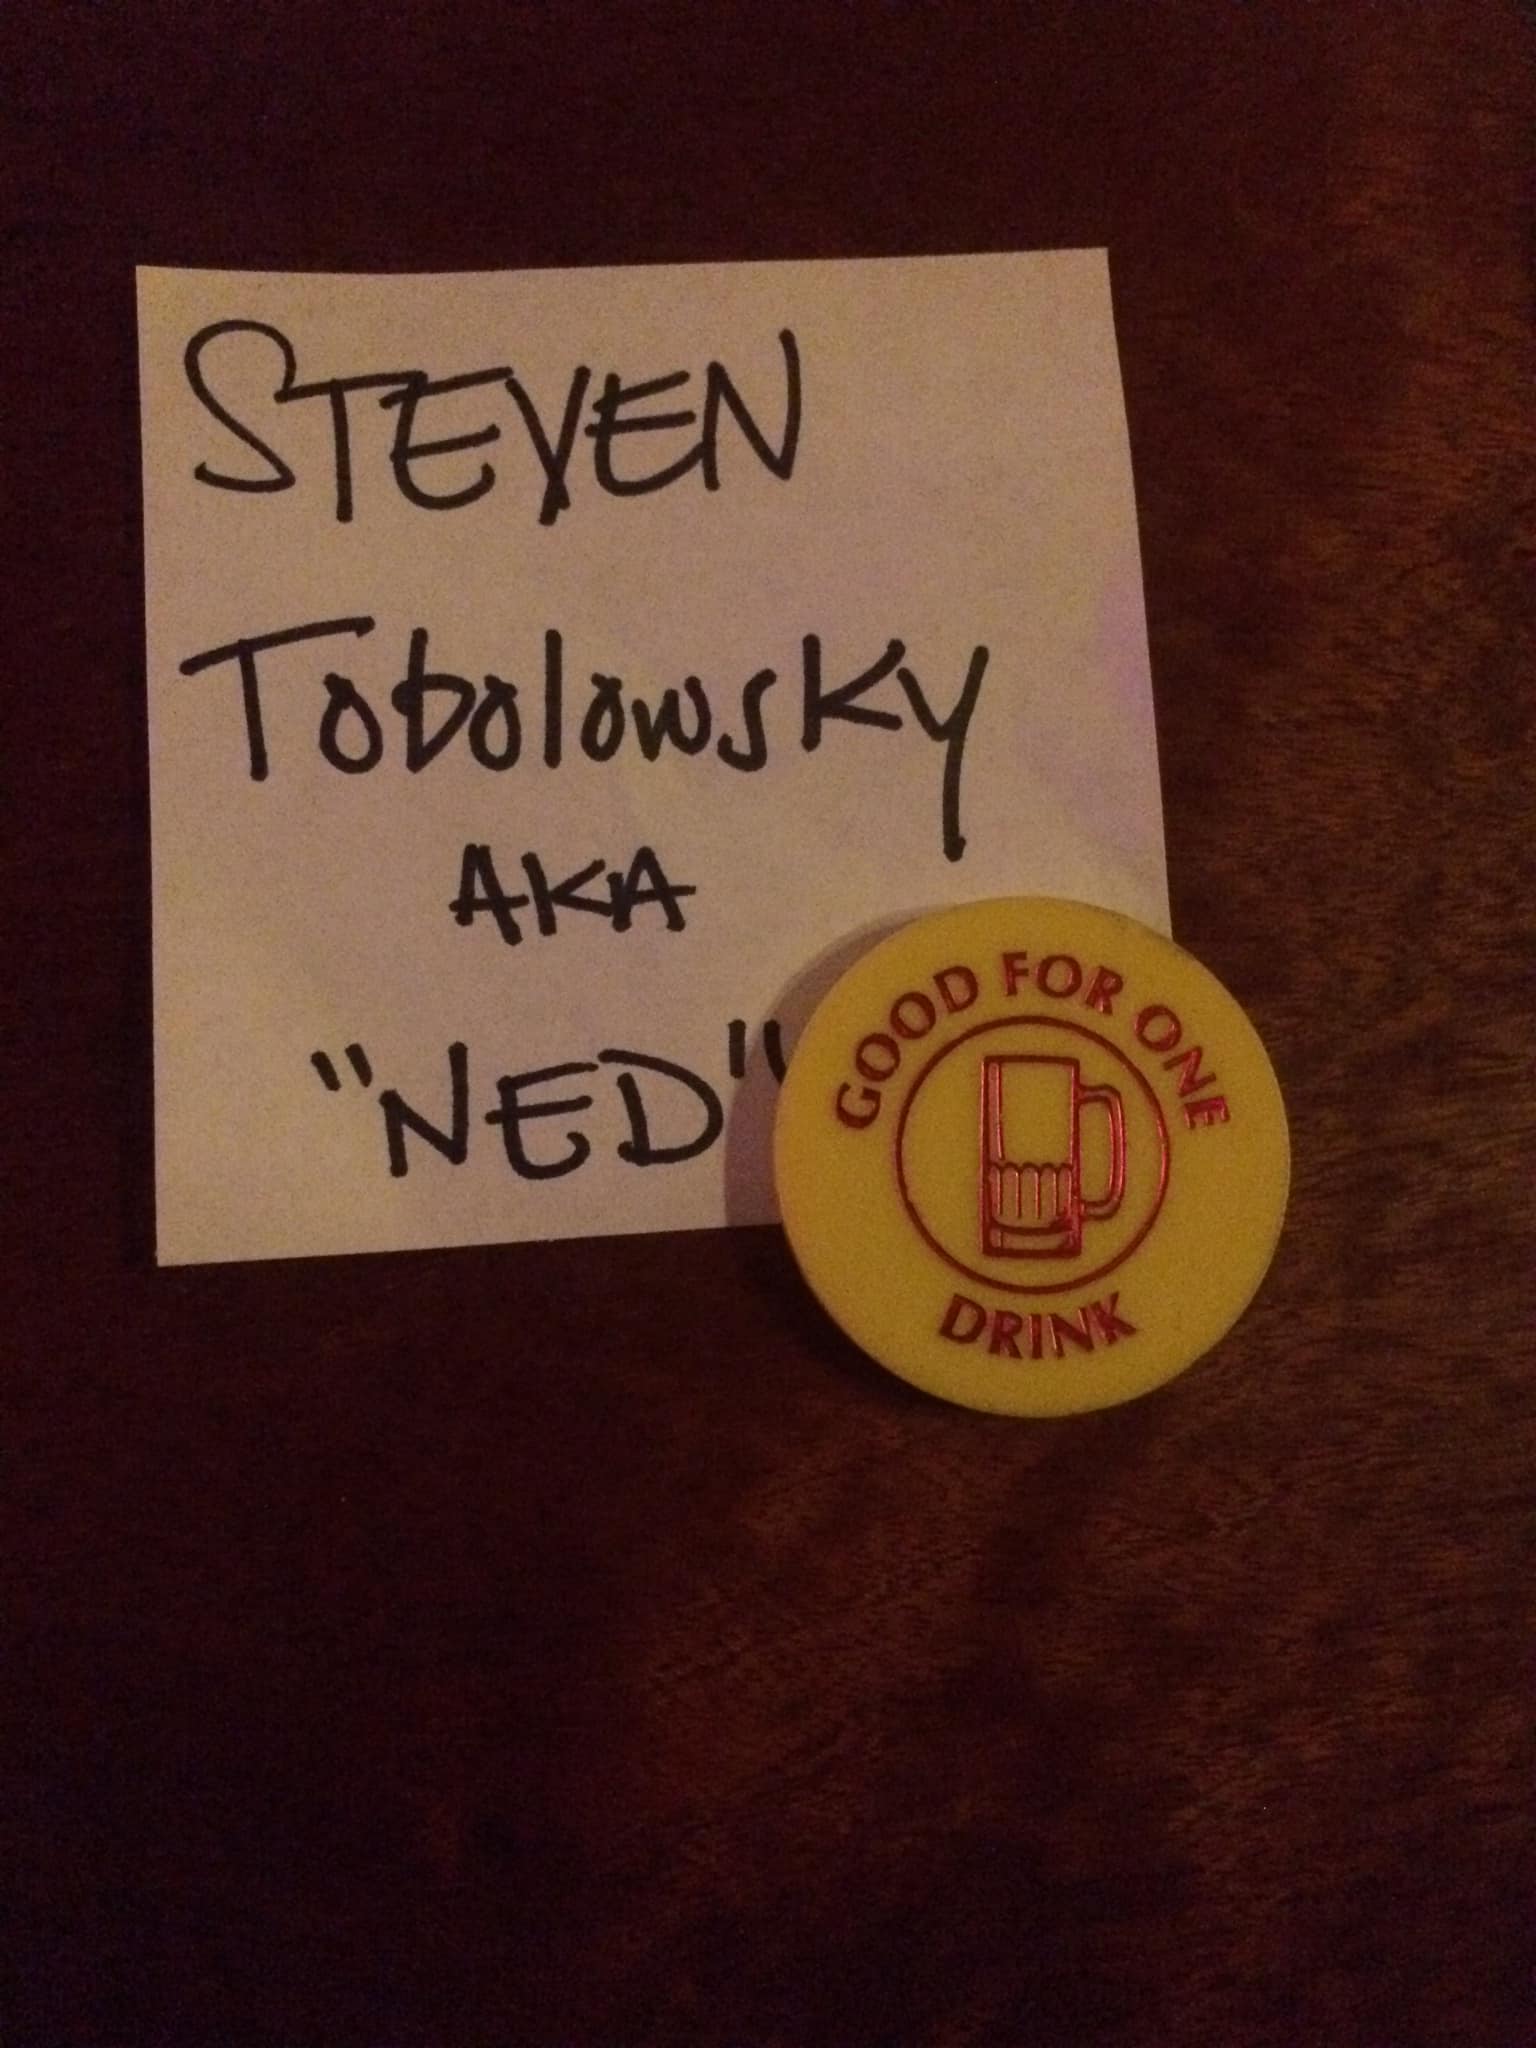 STEVEN
Tobolowsky
AKA
"NED"
GOOD FOR ONE
DRINK